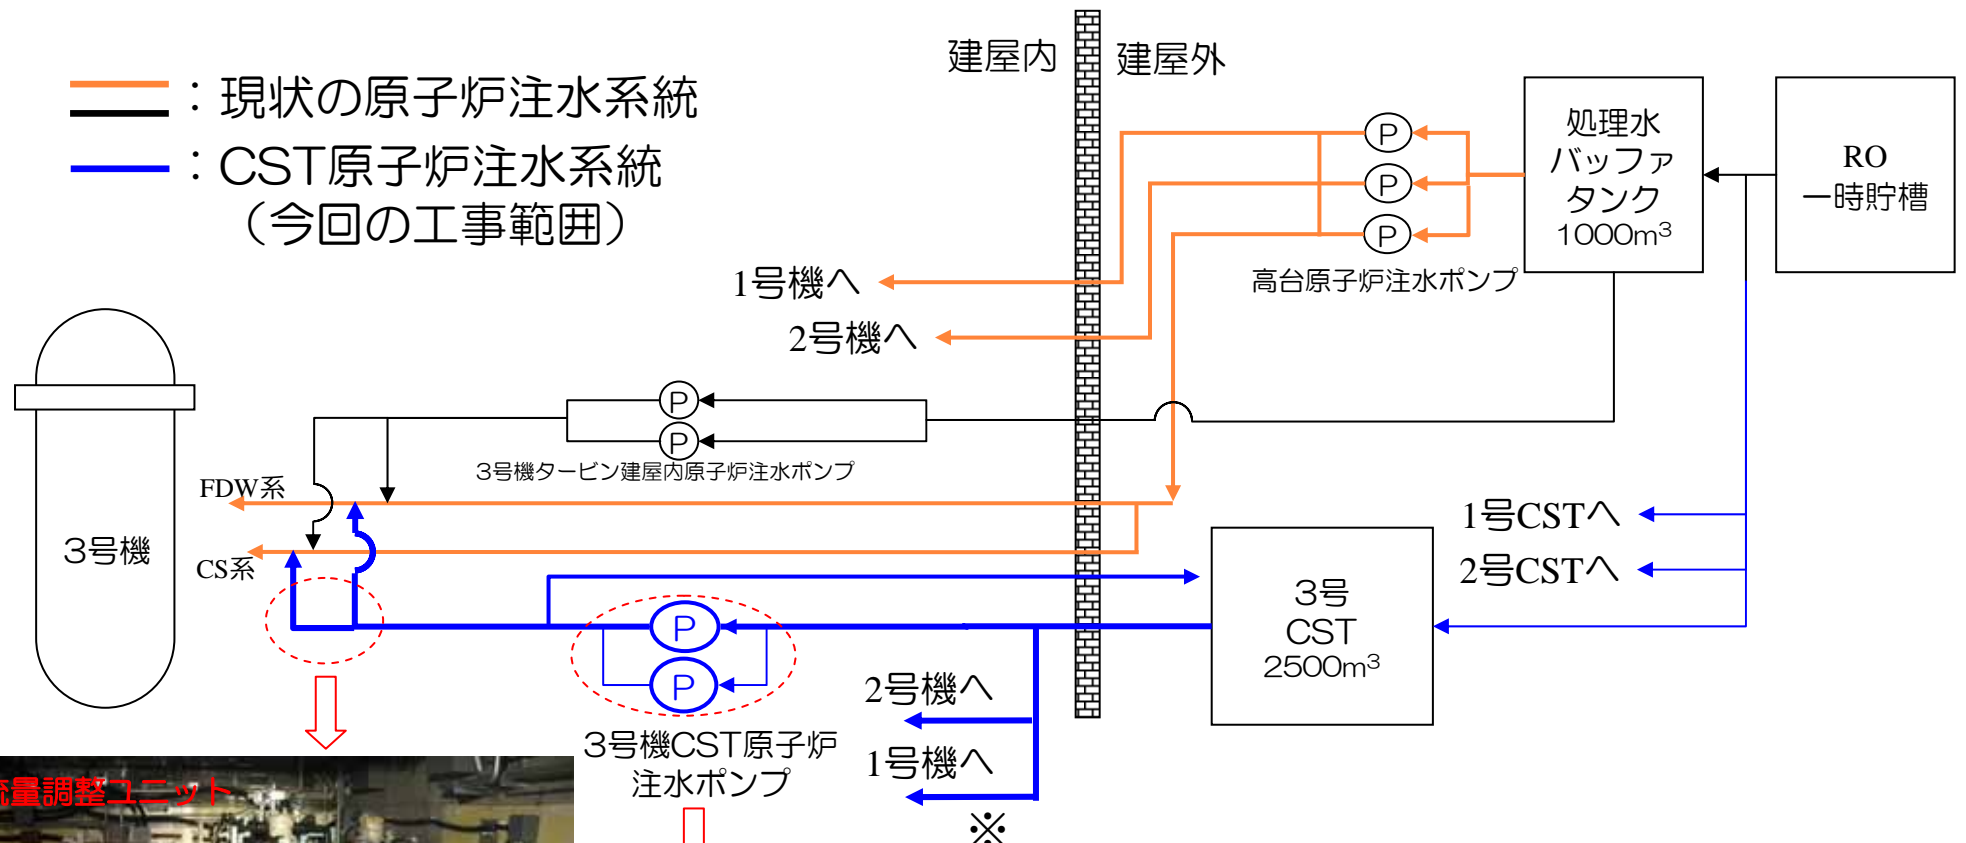 建屋内
建屋外
：現状の原子炉注水系統
：CST原子炉注水系統
（今回の工事範囲）
P
P
P
高台原子炉注水ポンプ
処理水
バッファ
タンク
1000m³
RO
一時貯槽
1号機へ
2号機へ
P
P
3号機タービン建屋内原子炉注水ポンプ
FDW系
CS系
3号機
1号CSTへ
2号CSTへ
3号
CST
2500m³
P
P
2号機へ
1号機へ
3号機CST原子炉
注水ポンプ
流量調整ユニット
※